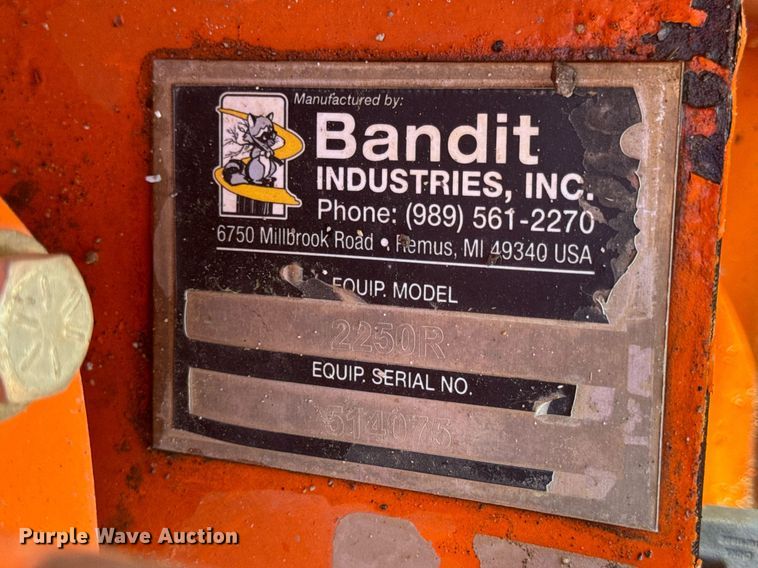 Manufactured by:
Bandit
INDUSTRIES, INC.
Phone: (989) 561-2270
6750 Millbrook Road • Remus, MI 49340 USA
EQUIP. MODEL
2250R
EQUIP. SERIAL NO.
514075
Purple Wave Auction